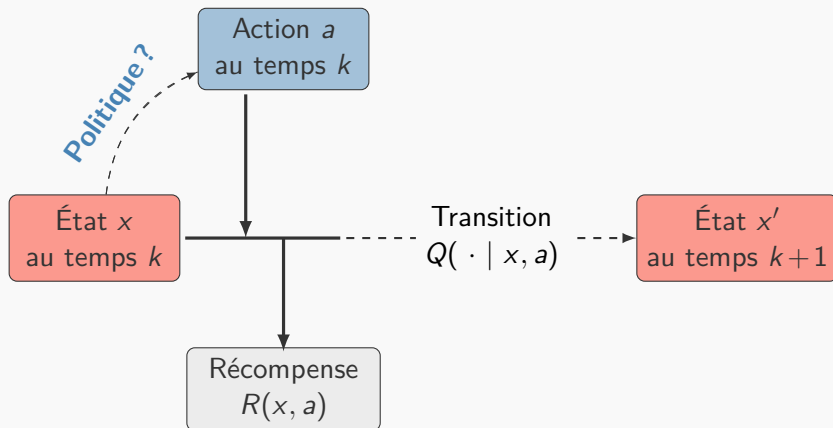 Action a
au temps k
Politique ?
État x
au temps k
Transition
Q( · | x, a)
État x′
au temps k + 1
Récompense
R(x, a)